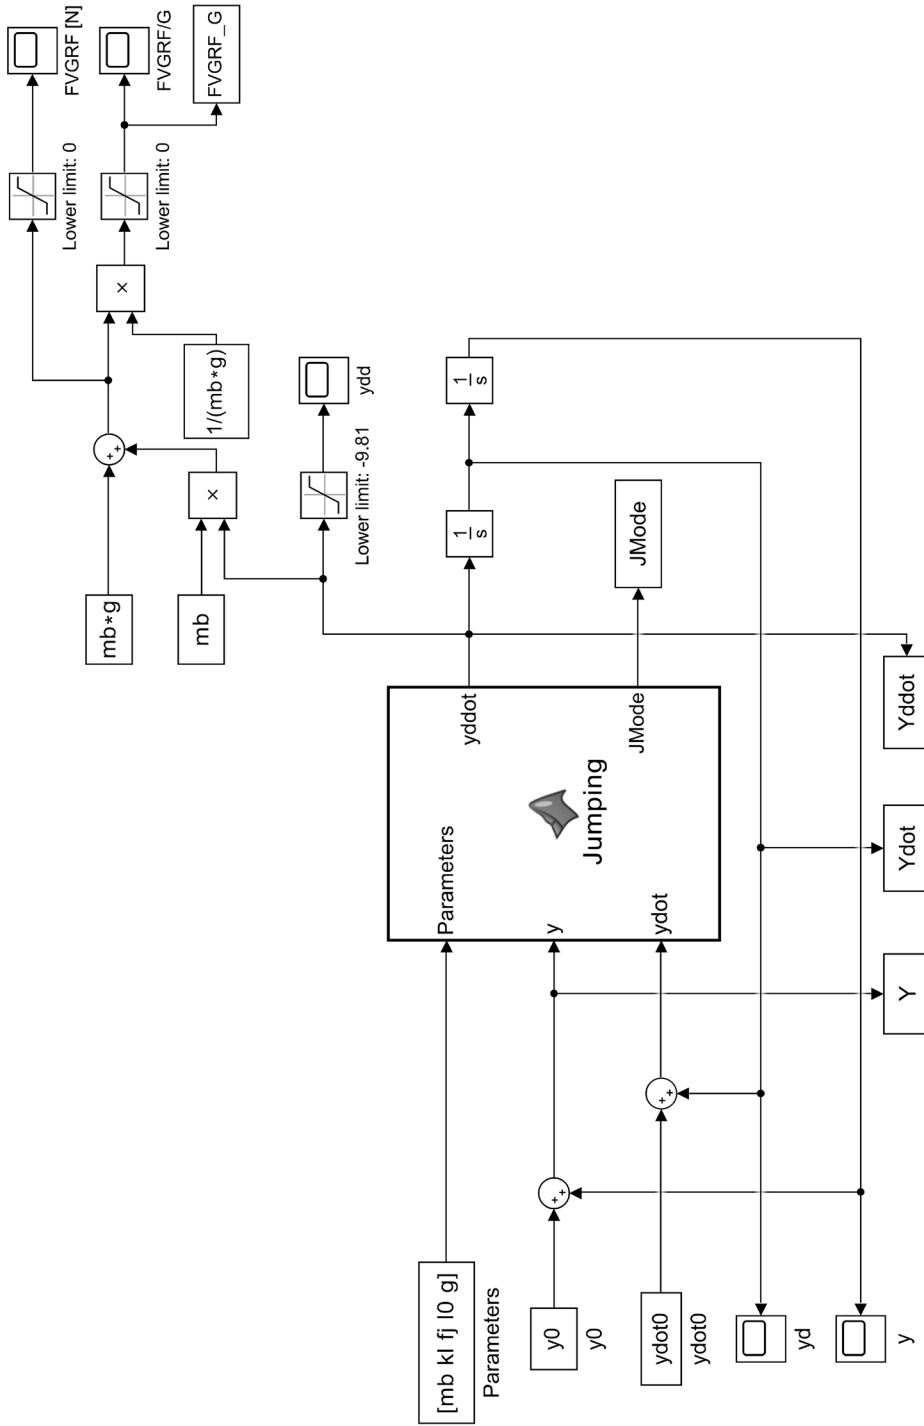 FVGRF [N]
FVGRF/G
FVGRF_G
Lower limit: 0
Lower limit: 0
×
1/(mb*g)
+
+
mb*g
×
mb
ydd
Lower limit: -9.81
1
s
1
s
JMode
Parameters
y
ydot
yddot
JMode
Jumping
[mb kl fj l0 g]
Parameters
y0
y0
+
+
ydot0
ydot0
+
+
yd
y
Y
Ydot
Yddot